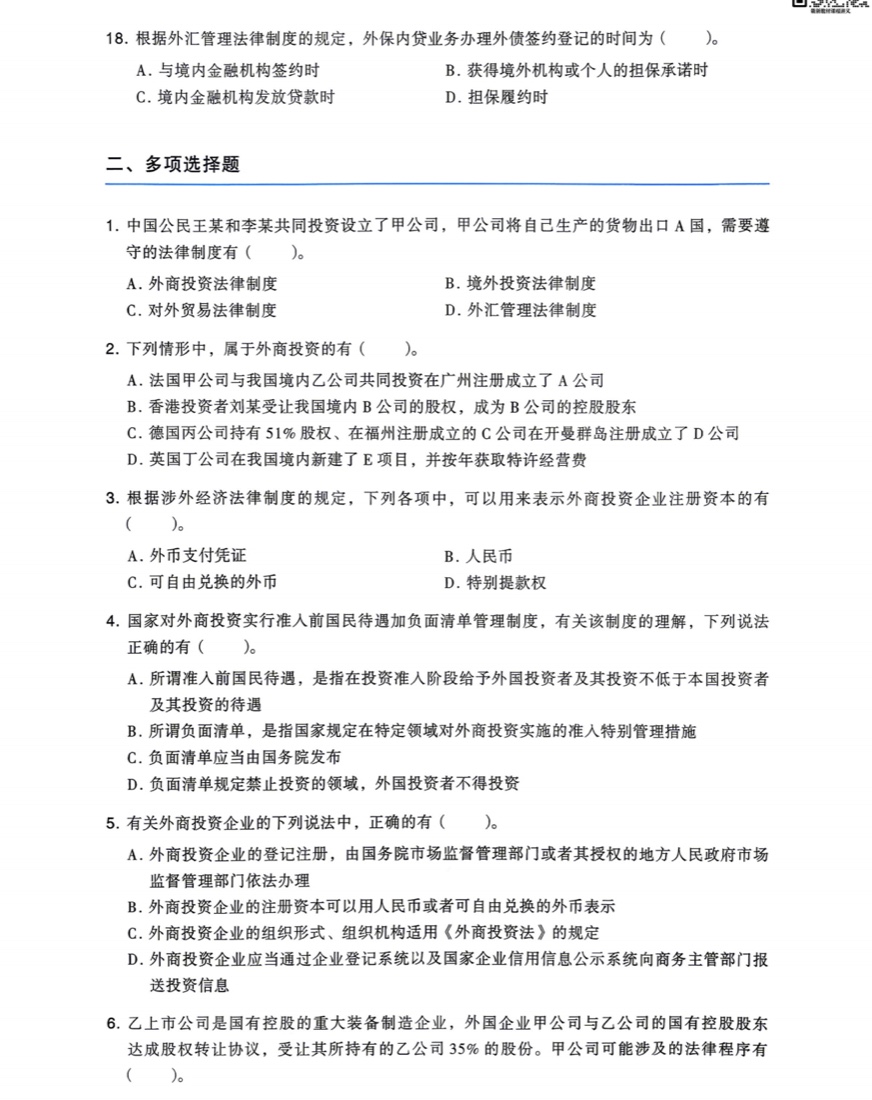 18. 根据外汇管理法律制度的规定，外保内贷业务办理外债签约登记的时间为（　　）。
A. 与境内金融机构签约时　　B. 获得境外机构或个人的担保承诺时
C. 境内金融机构发放贷款时　　D. 担保履约时
二、多项选择题
1. 中国公民王某和李某共同投资设立了甲公司，甲公司将自己生产的货物出口 A 国，需要遵
守的法律制度有（　　）。
A. 外商投资法律制度　　B. 境外投资法律制度
C. 对外贸易法律制度　　D. 外汇管理法律制度
2. 下列情形中，属于外商投资的有（　　）。
A. 法国甲公司与我国境内乙公司共同投资在广州注册成立了 A 公司
B. 香港投资者刘某受让我国境内 B 公司的股权，成为 B 公司的控股股东
C. 德国丙公司持有 51% 股权、在福州注册成立的 C 公司在开曼群岛注册成立了 D 公司
D. 英国丁公司在我国境内新建了 E 项目，并按年获取特许经营费
3. 根据涉外经济法律制度的规定，下列各项中，可以用来表示外商投资企业注册资本的有
（　　）。
A. 外币支付凭证　　B. 人民币
C. 可自由兑换的外币　　D. 特别提款权
4. 国家对外商投资实行准入前国民待遇加负面清单管理制度，有关该制度的理解，下列说法
正确的有（　　）。
A. 所谓准入前国民待遇，是指在投资准入阶段给予外国投资者及其投资不低于本国投资者
及其投资的待遇
B. 所谓负面清单，是指国家规定在特定领域对外商投资实施的准入特别管理措施
C. 负面清单应当由国务院发布
D. 负面清单规定禁止投资的领域，外国投资者不得投资
5. 有关外商投资企业的下列说法中，正确的有（　　）。
A. 外商投资企业的登记注册，由国务院市场监督管理部门或者其授权的地方人民政府市场
监督管理部门依法办理
B. 外商投资企业的注册资本可以用人民币或者可自由兑换的外币表示
C. 外商投资企业的组织形式、组织机构适用《外商投资法》的规定
D. 外商投资企业应当通过企业登记系统以及国家企业信用信息公示系统向商务主管部门报
送投资信息
6. 乙上市公司是国有控股的重大装备制造企业，外国企业甲公司与乙公司的国有控股股东
达成股权转让协议，受让其所持有的乙公司 35% 的股份。甲公司可能涉及的法律程序有
（　　）。